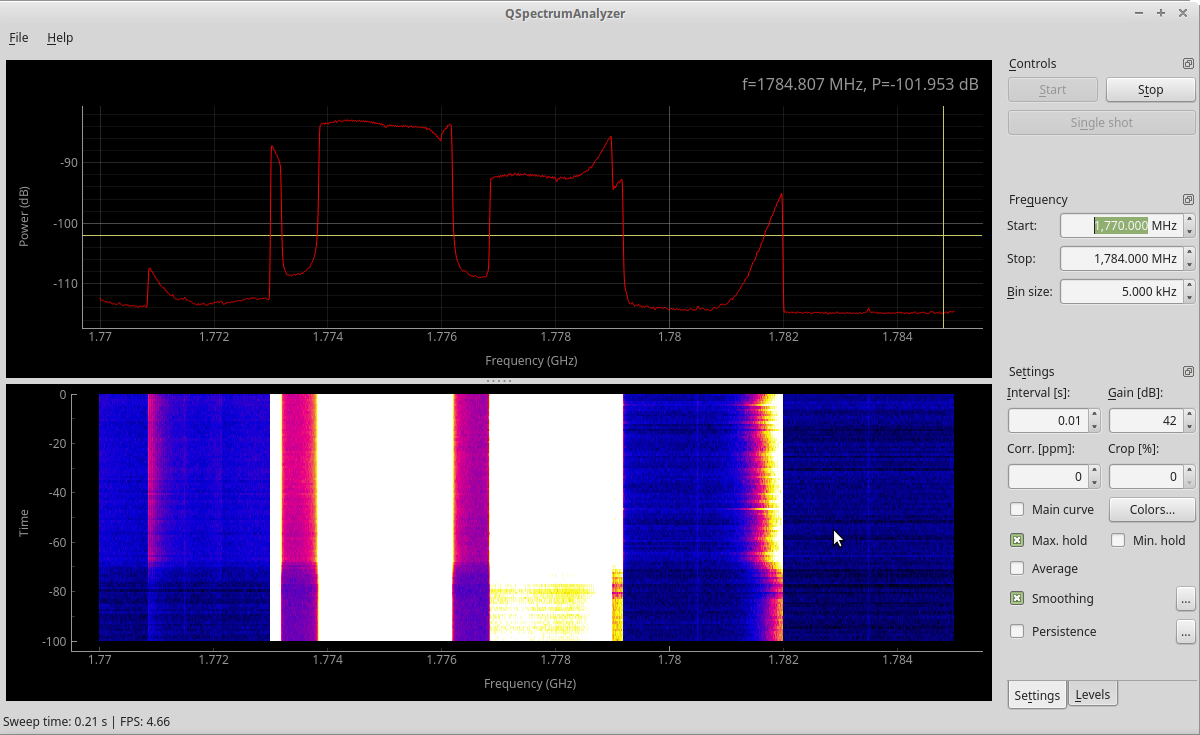 QSpectrumAnalyzer
File Help
f=1784.807 MHz, P=-101.953 dB
Power (dB)
-90
-100
-110
1.77 1.772 1.774 1.776 1.778 1.78 1.782 1.784
Frequency (GHz)
Time
0
-20
-40
-60
-80
-100
1.77 1.772 1.774 1.776 1.778 1.78 1.782 1.784
Frequency (GHz)
Controls
Start Stop
Single shot
Frequency
Start: 1,770.000 MHz
Stop: 1,784.000 MHz
Bin size: 5.000 kHz
Settings
Interval [s]: Gain [dB]:
0.01 42
Corr. [ppm]: Crop [%]:
0 0
Main curve Colors...
Max. hold Min. hold
Average
Smoothing ...
Persistence ...
Settings Levels
Sweep time: 0.21 s | FPS: 4.66